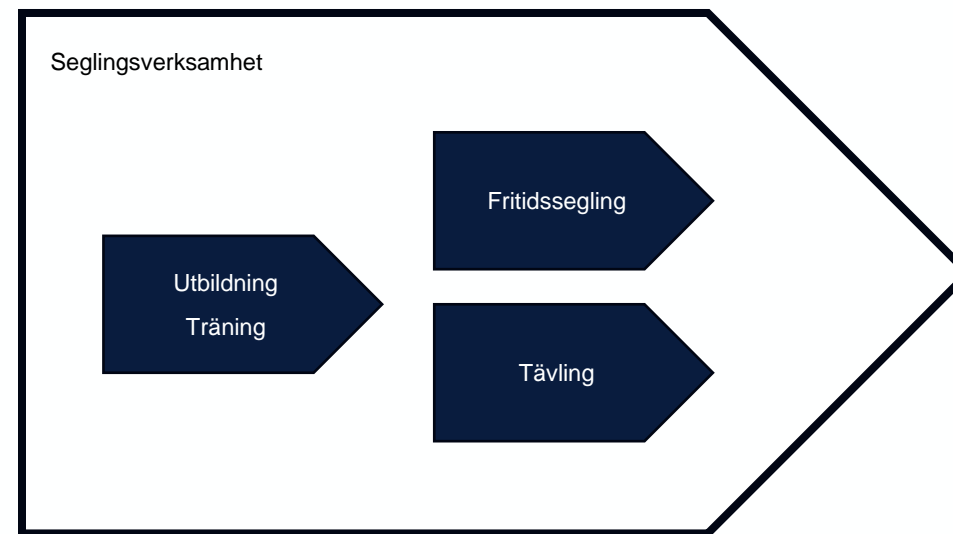 Seglingsverksamhet
Fritidssegling
Utbildning
Träning
Tävling